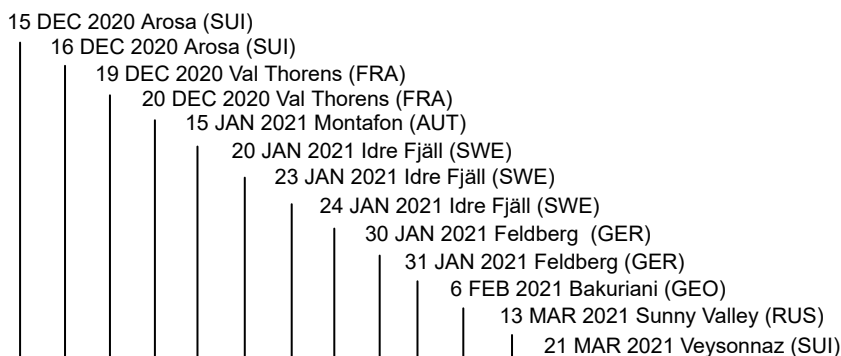 15 DEC 2020 Arosa (SUI)
16 DEC 2020 Arosa (SUI)
19 DEC 2020 Val Thorens (FRA)
20 DEC 2020 Val Thorens (FRA)
15 JAN 2021 Montafon (AUT)
20 JAN 2021 Idre Fjäll (SWE)
23 JAN 2021 Idre Fjäll (SWE)
24 JAN 2021 Idre Fjäll (SWE)
30 JAN 2021 Feldberg (GER)
31 JAN 2021 Feldberg (GER)
6 FEB 2021 Bakuriani (GEO)
13 MAR 2021 Sunny Valley (RUS)
21 MAR 2021 Veysonnaz (SUI)